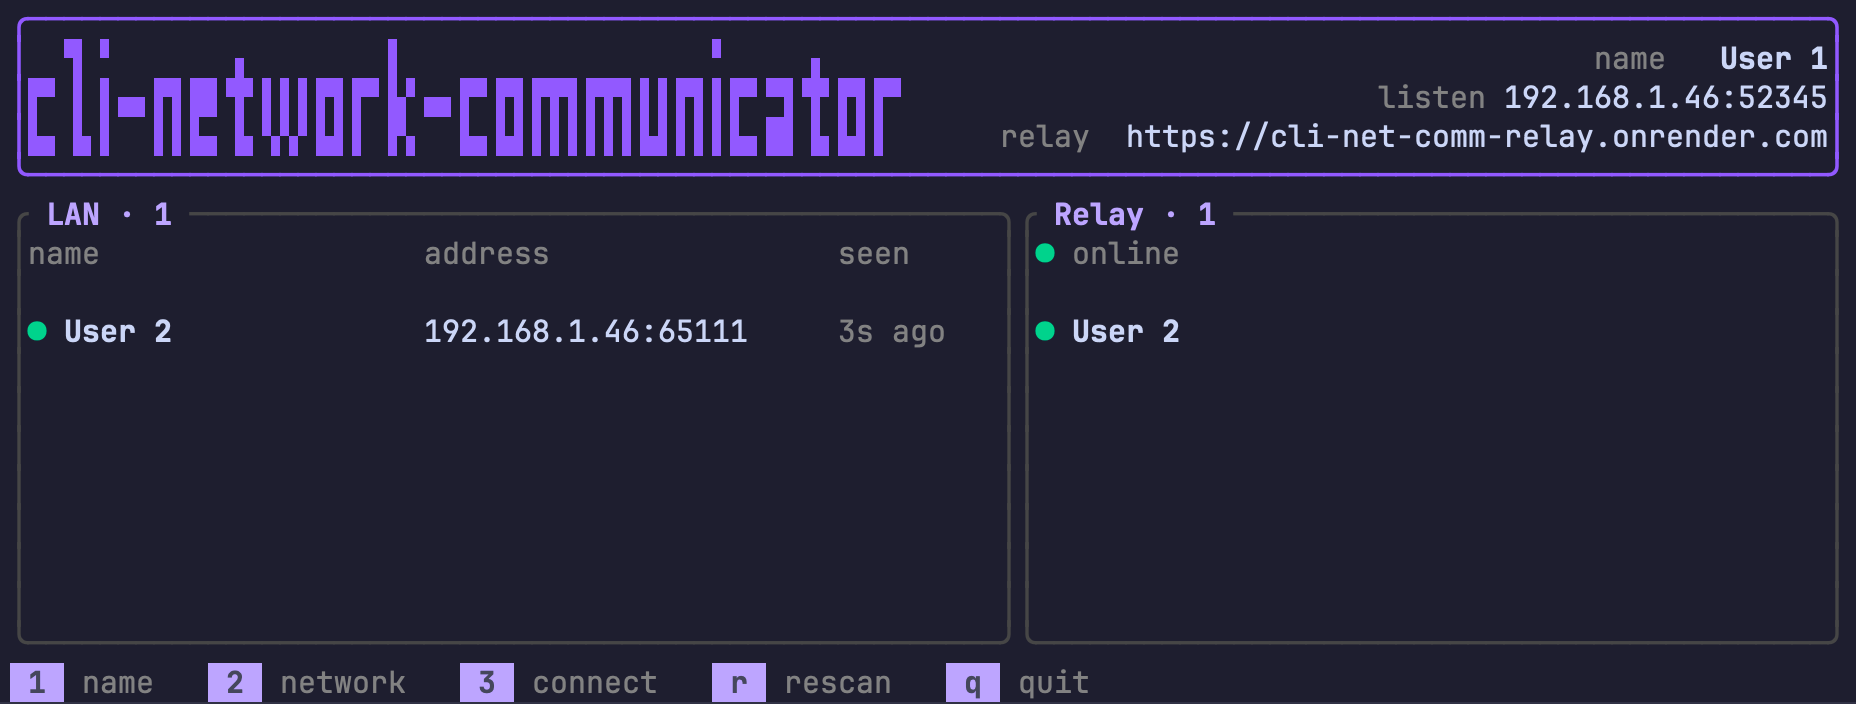 cli-network-communicator
name User 1
listen 192.168.1.46:52345
relay https://cli-net-comm-relay.onrender.com
LAN · 1
name address seen
User 2 192.168.1.46:65111 3s ago
Relay · 1
online
User 2
1 name 2 network 3 connect r rescan q quit